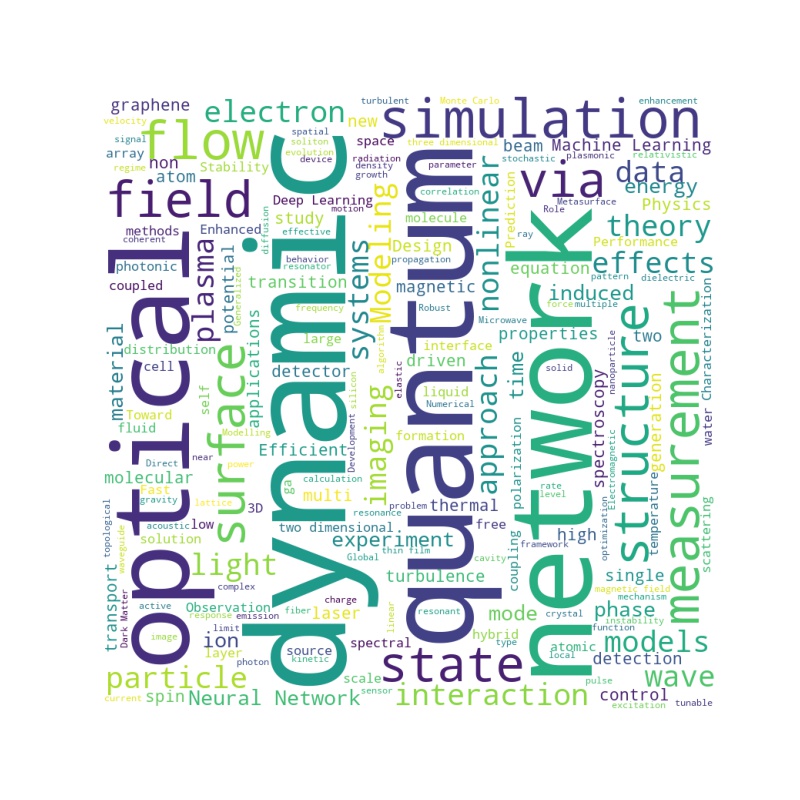 graphene
turbulent
Monte Carlo
enhancement
velocity
electron
simulation
signal
flow
spatial
soliton
evolution
device
new
space
three dimensional
beam
Machine Learning
stochastic
plasmonic
relativistic
array
non
Stability
radiation
density
growth
parameter
regime
atom
correlation
via
data
energy
field
Deep Learning
motion
molecule
nonlinear
Prediction
Metasurface
Role
Physics
methods
Enhanced
study
effective
Modeling
Design
ray
theory
coherent
optical
plasma
potential
diffusion
dynamic
behavior
resonator
systems
quantum
propagation
equation
pattern
Performance
dielectric
effects
photonic
transition
Generalized
magnetic
induced
coupled
frequency
Robust
Microwave
force
multiple
network
material
distribution
applications
large
algorithm
interface
properties
two
structure
measurement
Characterization
cell
surface
detector
driven
elastic
approach
time
solid
nanoparticle
self
silicon
liquid
Numerical
spectroscopy
water
Toward
fluid
Modelling
imaging
formation
polarization
Electromagnetic
generation
Direct
near
Efficient
Development
molecular
power
calculation
ga
multi
problem
thermal
rate
level
temperature
Fast
gravity
lattice
3D
resonance
free
high
optimization
scattering
topological
waveguide
acoustic
low
two dimensional
experiment
cavity
framework
coupling
solution
Global
thin film
transport
light
turbulence
single
complex
magnetic field
mechanism
Dark Matter
active
Observation
charge
laser
linear
resonant
mode
crystal
phase
response
emission
fiber
function
instability
image
limit
ion
spectral
hybrid
type
atomic
models
layer
source
state
local
detection
photon
kinetic
particle
scale
pulse
wave
current
spin
Neural Network
sensor
interaction
control
excitation
tunable